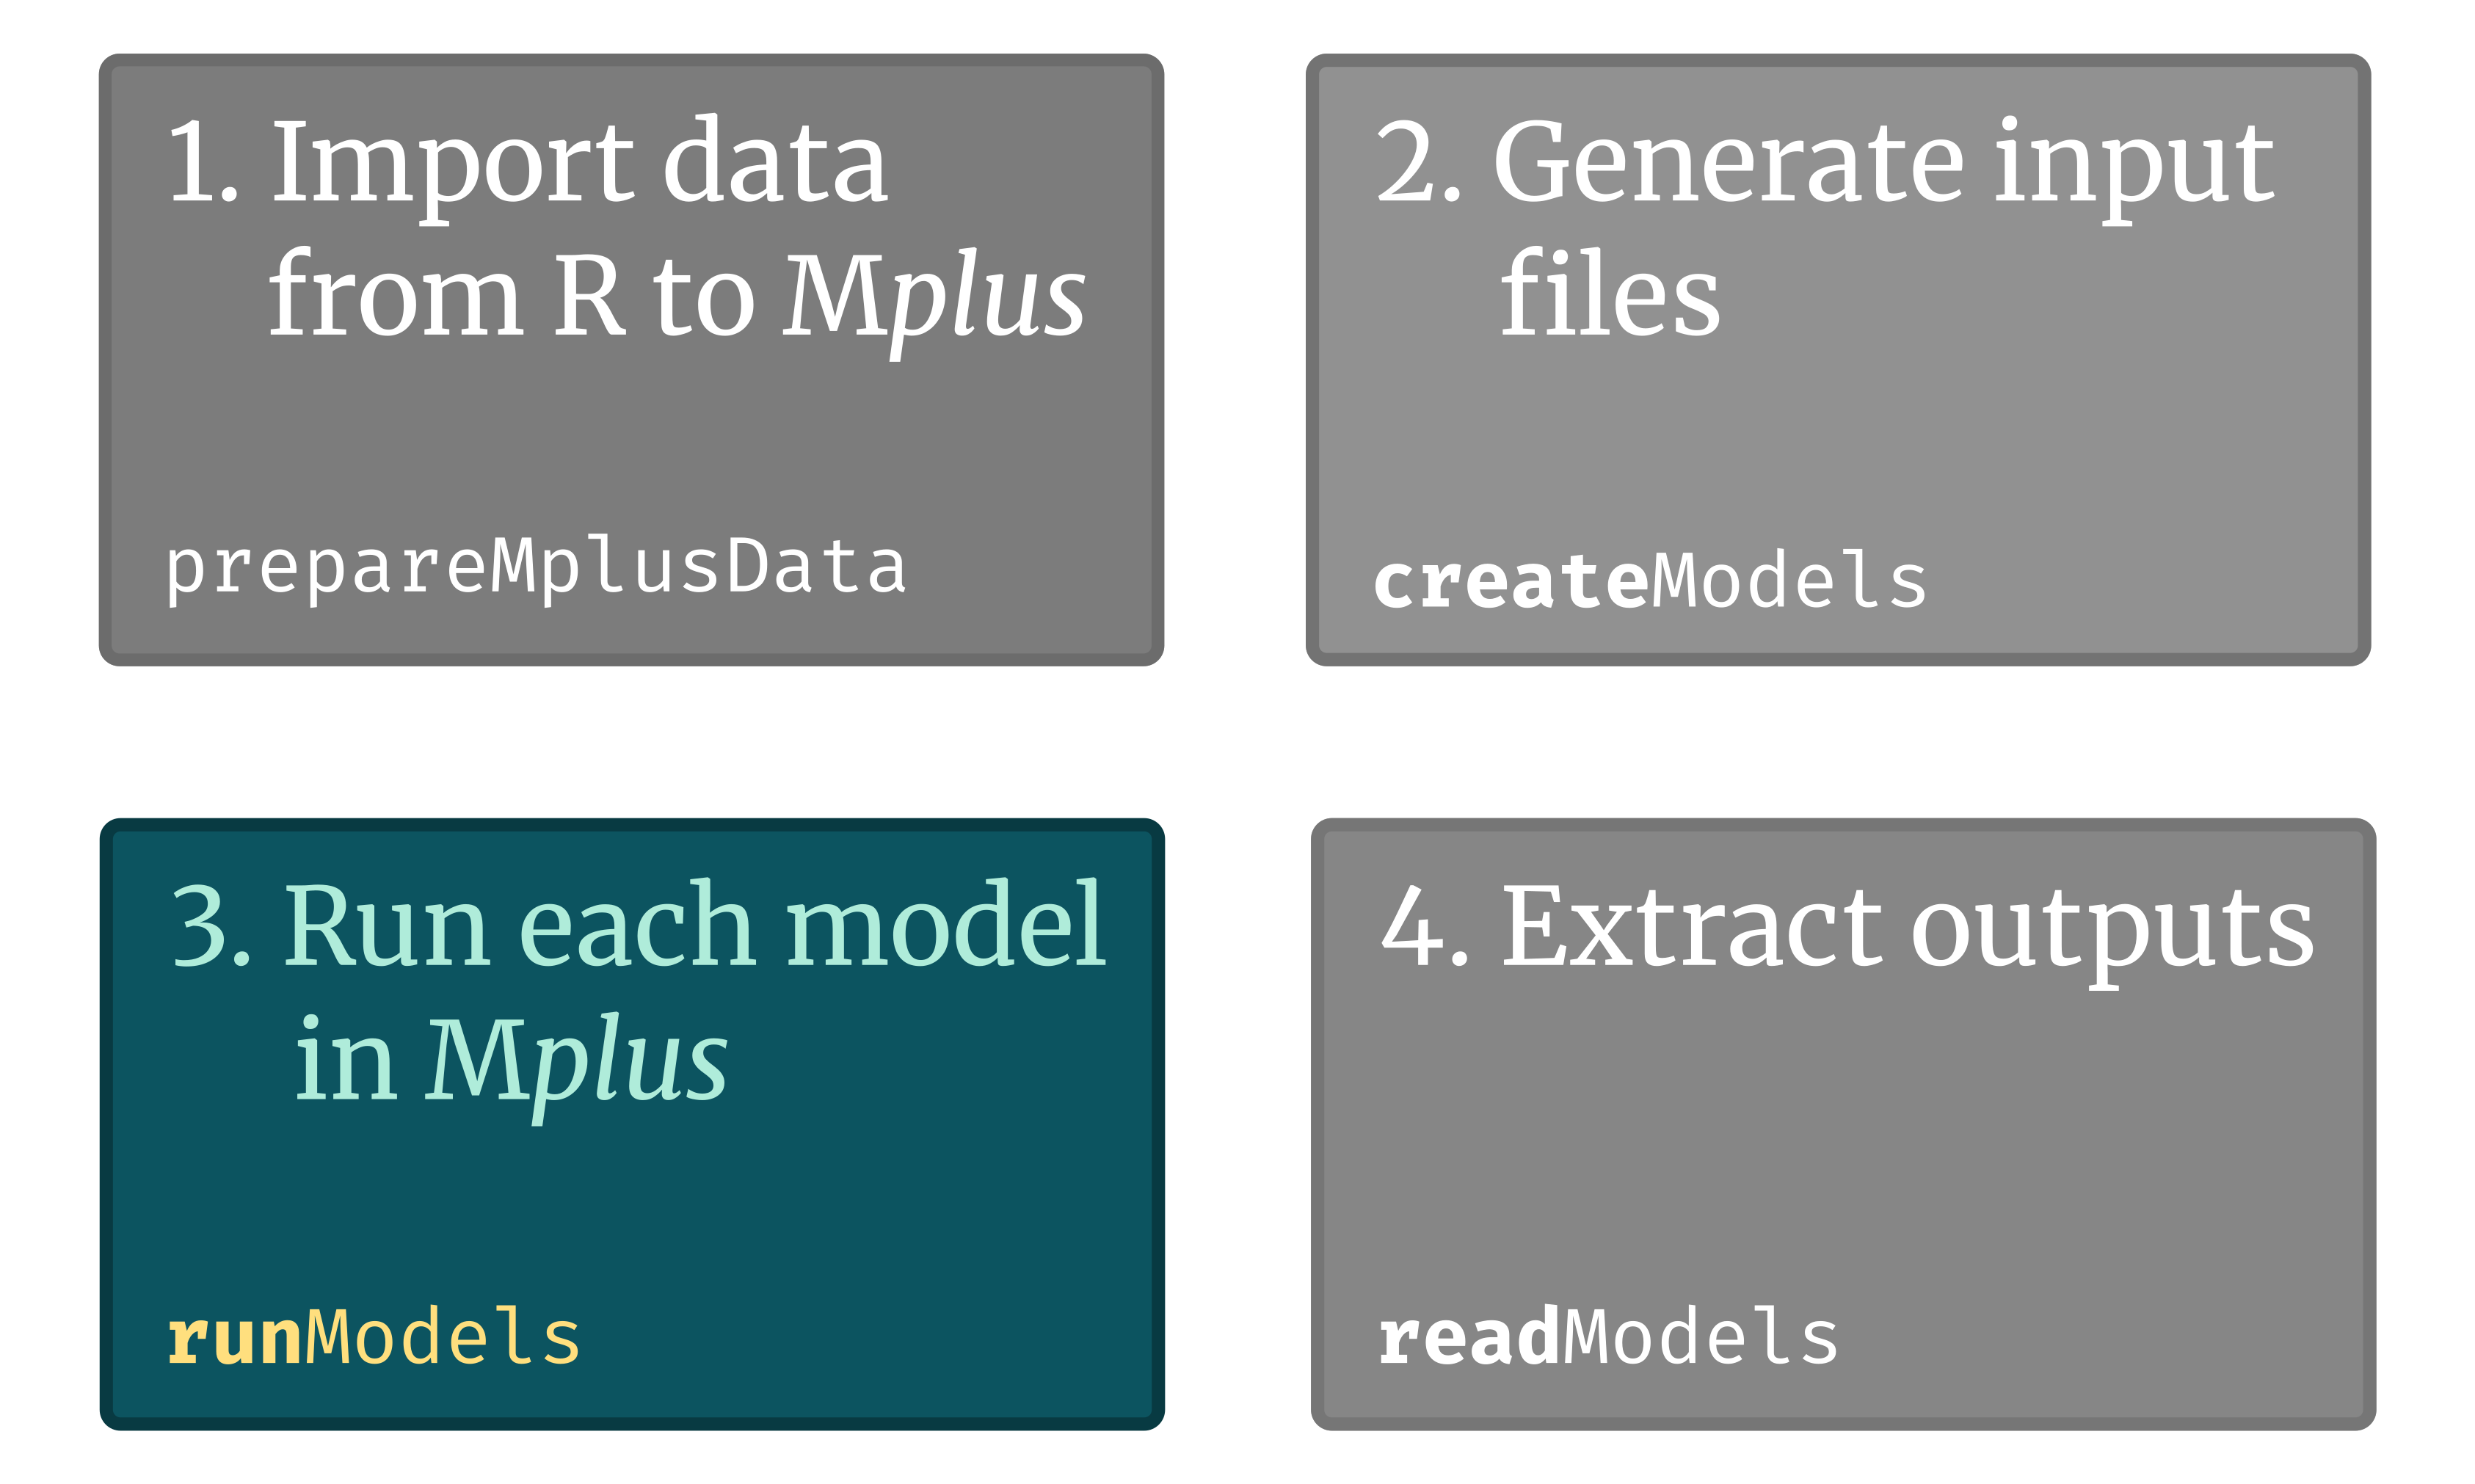 1. Import data
from R to Mplus
prepareMplusData
2. Generate input
files
createModels
3. Run each model
in Mplus
runModels
4. Extract outputs
readModels